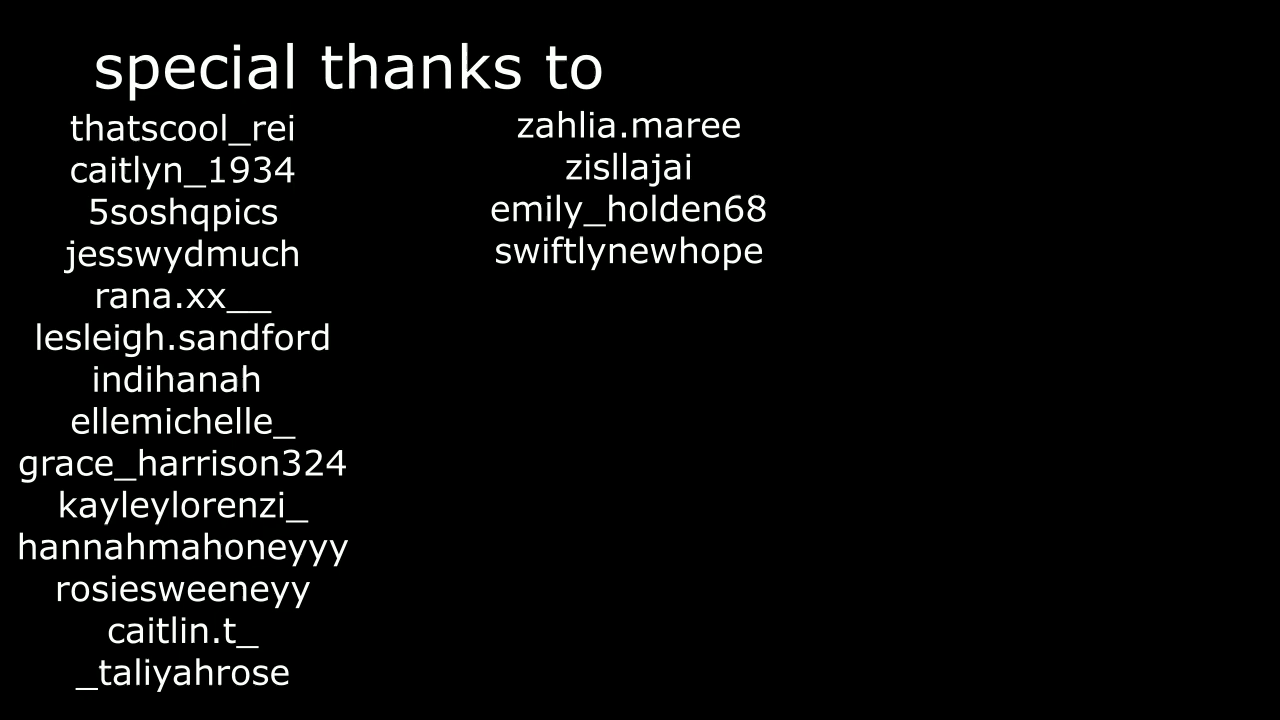 special thanks to
thatscool_rei
caitlyn_1934
5soshqpics
jesswydmuch
rana.xx__
lesleigh.sandford
indihanah
ellemichelle_
grace_harrison324
kayleylorenzi_
hannahmahoneyyy
rosiesweeneyy
caitlin.t_
_taliyahrose
zahlia.maree
zisllajai
emily_holden68
swiftlynewhope